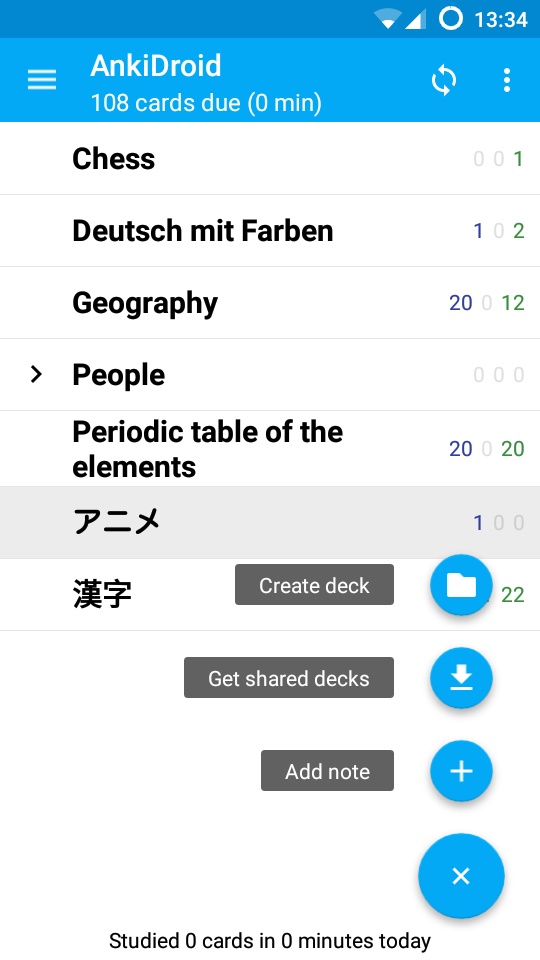 13:34
AnkiDroid
108 cards due (0 min)
Chess 0 0 1
Deutsch mit Farben 1 0 2
Geography 20 0 12
People 0 0 0
Periodic table of the
elements 20 0 20
アニメ 1 0 0
漢字 22
Create deck
Get shared decks
Add note
Studied 0 cards in 0 minutes today